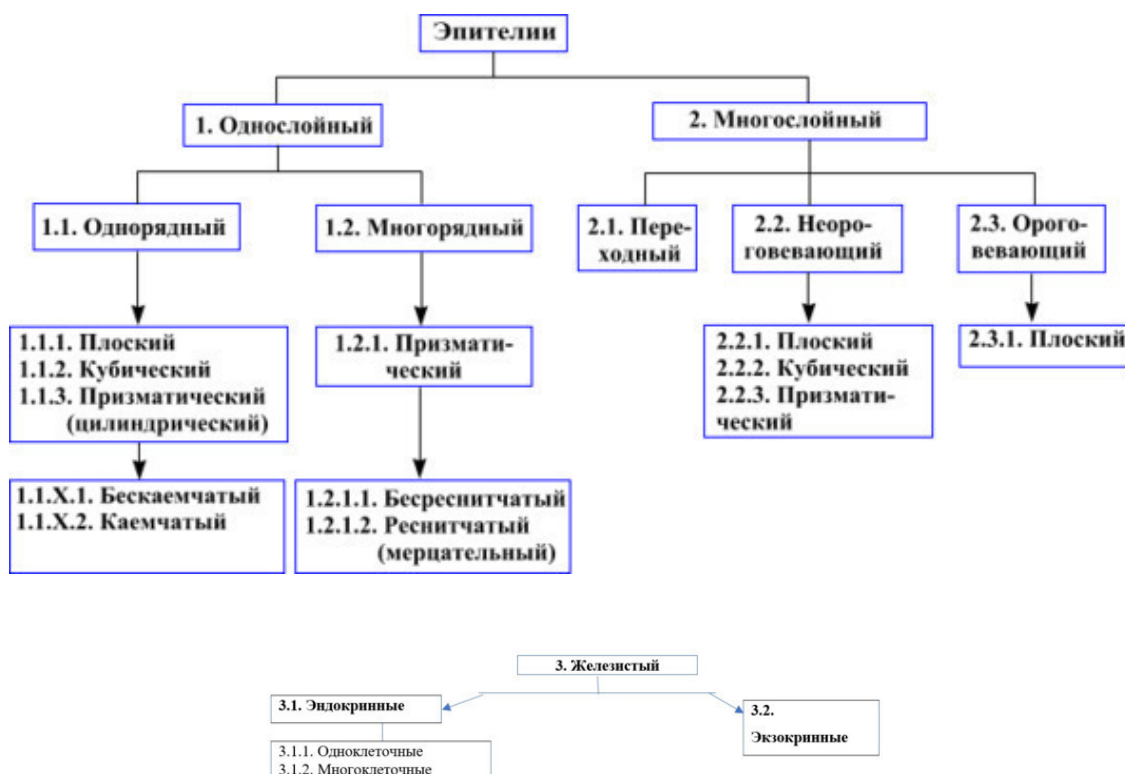 Эпителии
1. Однослойный
2. Многослойный
1.1. Однорядный
1.2. Многорядный
2.1. Пере-
ходный
2.2. Неоро-
говевающий
2.3. Орого-
вевающий
1.1.1. Плоский
1.1.2. Кубический
1.1.3. Призматический
(цилиндрический)
1.2.1. Призмати-
ческий
2.2.1. Плоский
2.2.2. Кубический
2.2.3. Призмати-
ческий
2.3.1. Плоский
1.1.X.1. Бескаемчатый
1.1.X.2. Каемчатый
1.2.1.1. Бесреснитчатый
1.2.1.2. Реснитчатый
(мерцательный)
3. Железистый
3.1. Эндокринные
3.2.
Экзокринные
3.1.1. Одноклеточные
3.1.2. Многоклеточные